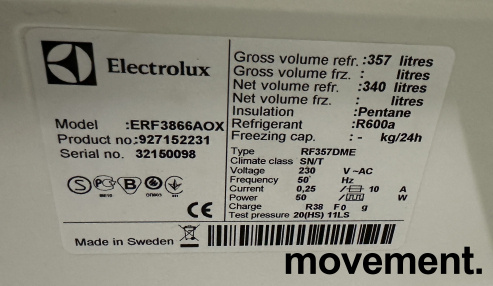 Electrolux
Model :ERF3866AOX
Product no.:927152231
Serial no. 32150098
Made in Sweden
Gross volume refr. :357 litres
Gross volume frz. : litres
Net volume refr. :340 litres
Net volume frz. : litres
Insulation :Pentane
Refrigerant :R600a
Freezing cap. : - kg/24h
Type RF357DME
Climate class SN/T
Voltage 230 V ~AC
Frequency 50 Hz
Current 0,25 / 10 A
Power 50 / W
Charge R38 F0 g
Test pressure 20(HS) 11LS
movement.